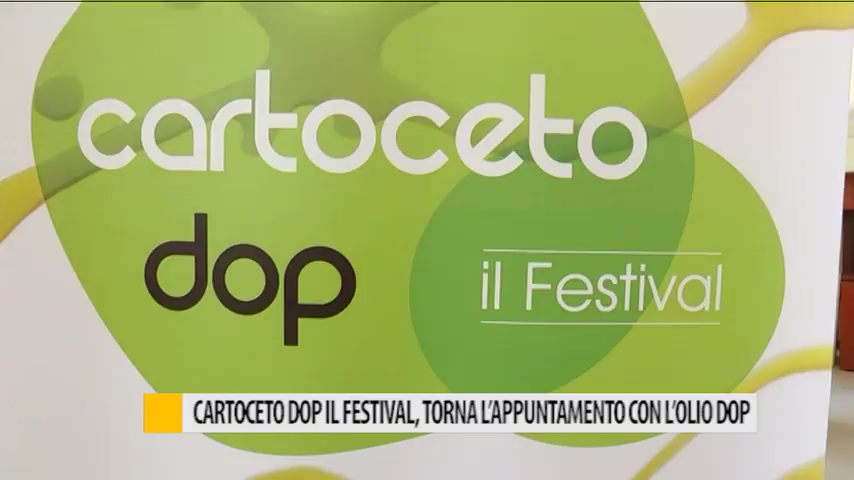 cartoceto
dop
il Festival
CARTOCETO DOP IL FESTIVAL, TORNA L'APPUNTAMENTO CON L'OLIO DOP